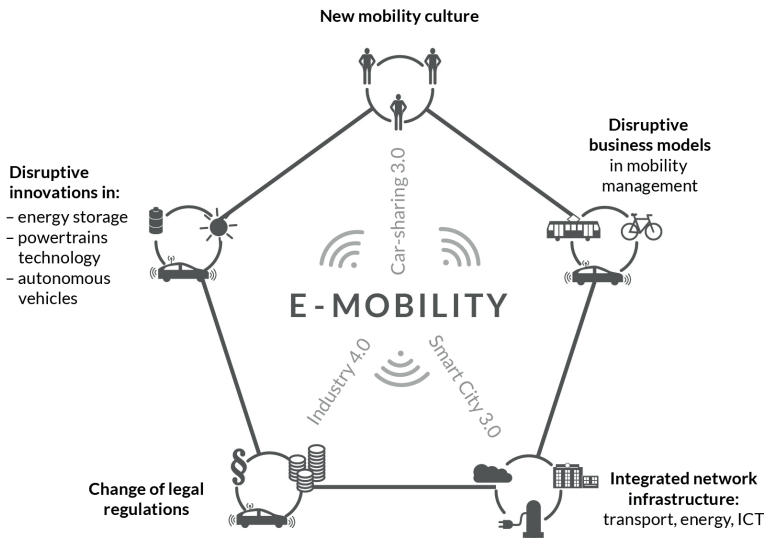 New mobility culture
Disruptive
business models
in mobility
management
Disruptive
innovations in:
– energy storage
– powertrains
technology
– autonomous
vehicles
Car-sharing 3.0
E-MOBILITY
Industry 4.0
Smart City 3.0
§
Change of legal
regulations
Integrated network
infrastructure:
transport, energy, ICT